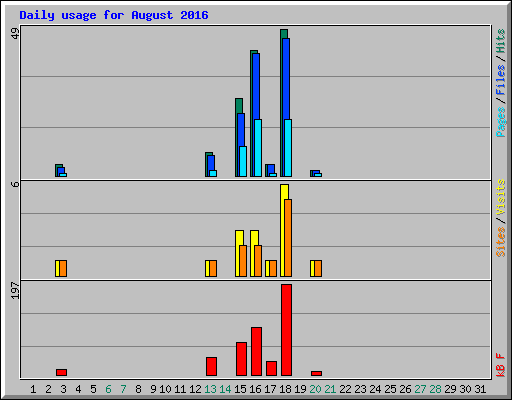 Daily usage for August 2016
49
Pages / Files / Hits
6
Sites / Visits
197
kB F
1 2 3 4 5 6 7 8 9 10 11 12 13 14 15 16 17 18 19 20 21 22 23 24 25 26 27 28 29 30 31